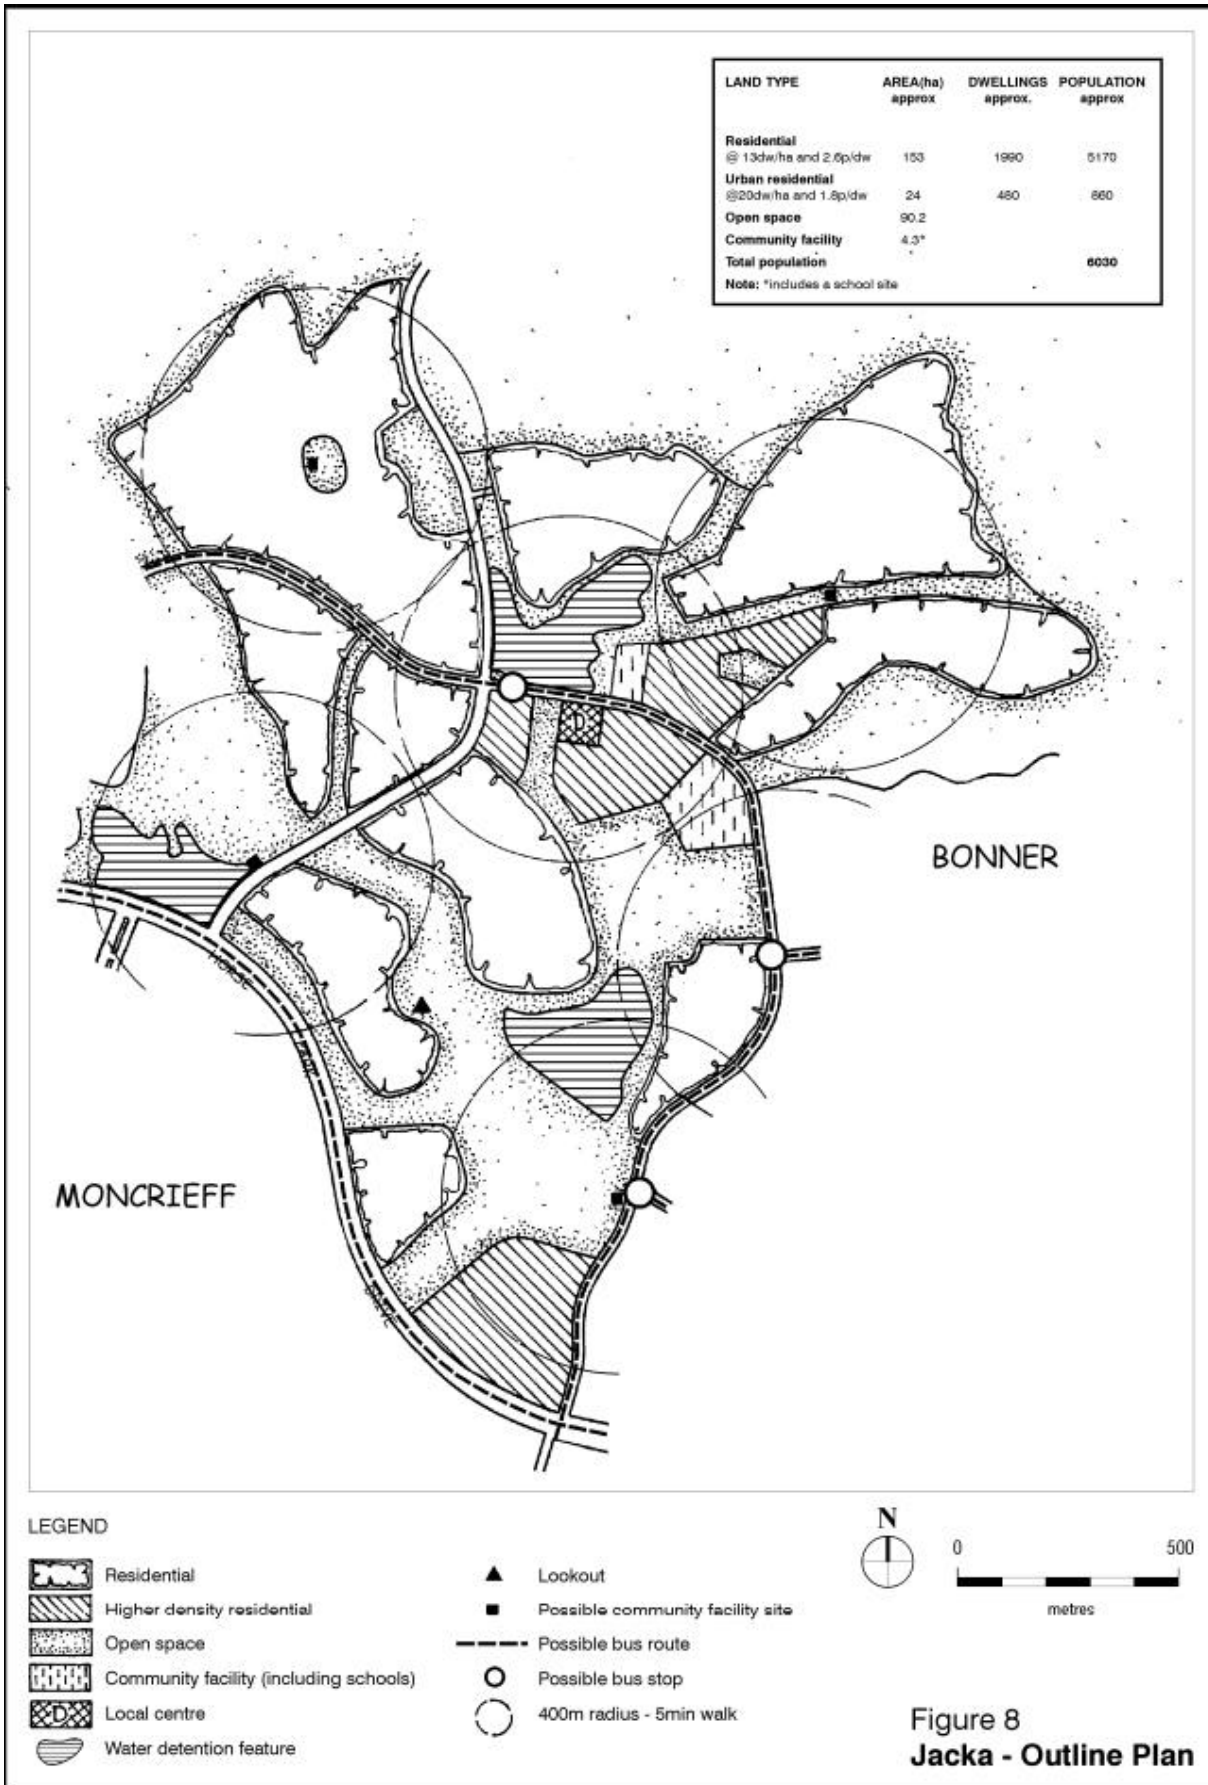 LAND TYPE AREA(ha) approx DWELLINGS approx. POPULATION approx
Residential
@ 13dw/ha and 2.6p/dw 153 1990 5170
Urban residential
@20dw/ha and 1.8p/dw 24 480 860
Open space 90.2
Community facility 4.3*
Total population 6030
Note: *includes a school site
D
BONNER
HORSE
PARK
DRIVE
MONCRIEFF
LEGEND
Residential
Higher density residential
Open space
Community facility (including schools)
D Local centre
Water detention feature
Lookout
Possible community facility site
Possible bus route
Possible bus stop
400m radius - 5min walk
N
0 500
metres
Figure 8
Jacka - Outline Plan